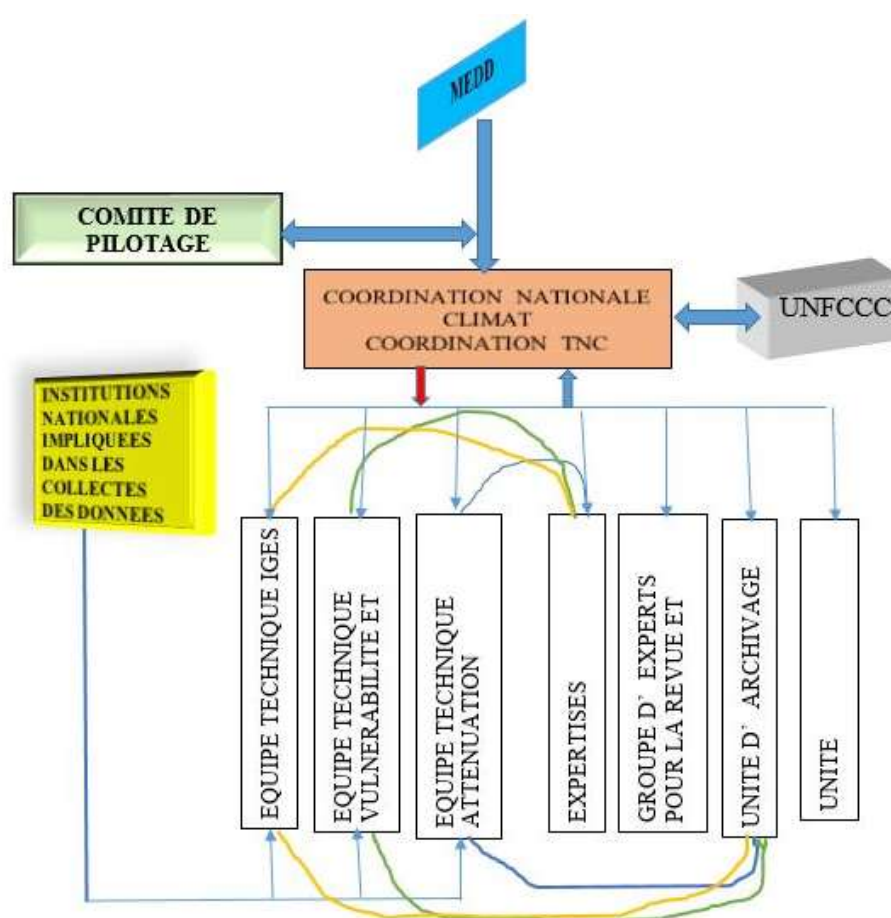 MEDD
COMITE DE
PILOTAGE
COORDINATION NATIONALE
CLIMAT
COORDINATION TNC
UNFCCC
INSTITUTIONS
NATIONALES
IMPLIQUEES
DANS LES
COLLECTES
DES DONNEES
EQUIPE TECHNIQUE IGES
EQUIPE TECHNIQUE
VULNERABILITE ET
EQUIPE TECHNIQUE
ATTENUATION
EXPERTISES
GROUPE D’ EXPERTS
POUR LA REVUE ET
UNITE D’ ARCHIVAGE
UNITE